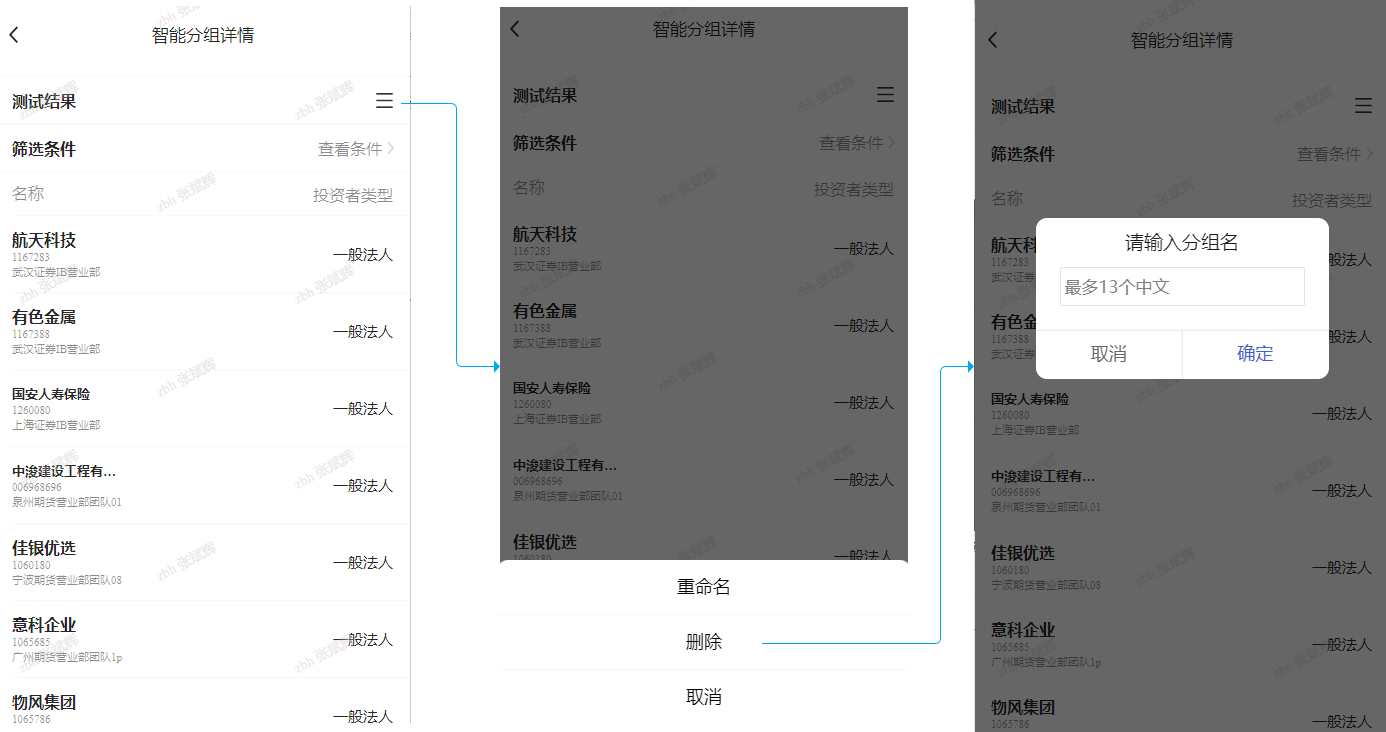 智能分组详情
测试结果
筛选条件
查看条件
名称
投资者类型
航天科技
1167283
武汉证券IB营业部
一般法人
有色金属
1167388
武汉证券IB营业部
一般法人
国安人寿保险
1260080
上海证券IB营业部
一般法人
中浚建设工程有...
006968696
泉州期货营业部团队01
一般法人
佳银优选
1060180
宁波期货营业部团队08
一般法人
意科企业
1065685
广州期货营业部团队1p
一般法人
物风集团
1065786
一般法人
zbh 张斌辉
智能分组详情
测试结果
筛选条件
查看条件
名称
投资者类型
航天科技
1167283
武汉证券IB营业部
一般法人
有色金属
1167388
武汉证券IB营业部
一般法人
国安人寿保险
1260080
上海证券IB营业部
一般法人
中浚建设工程有...
006968696
泉州期货营业部团队01
一般法人
佳银优选
1060180
一般法人
重命名
删除
取消
智能分组详情
测试结果
筛选条件
查看条件
名称
投资者类型
航天科
1167283
武汉证券
般法人
有色金
1167388
武汉证券
般法人
请输入分组名
最多13个中文
取消
确定
国安人寿保险
1260080
上海证券IB营业部
一般法人
中浚建设工程有...
006968696
泉州期货营业部团队01
一般法人
佳银优选
1060180
宁波期货营业部团队08
一般法人
意科企业
1065685
广州期货营业部团队1p
一般法人
物风集团
1065786
一般法人